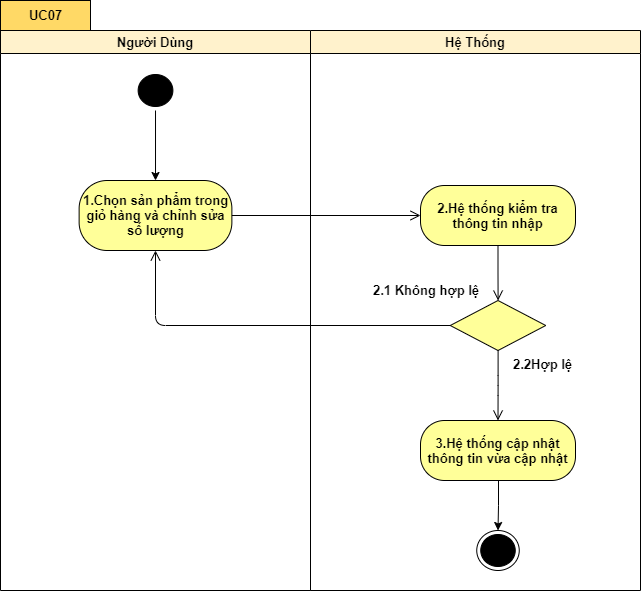 UC07
Người Dùng
Hệ Thống
1.Chọn sản phẩm trong
giỏ hàng và chỉnh sửa
số lượng
2.Hệ thống kiểm tra
thông tin nhập
2.1 Không hợp lệ
2.2Hợp lệ
3.Hệ thống cập nhật
thông tin vừa cập nhật